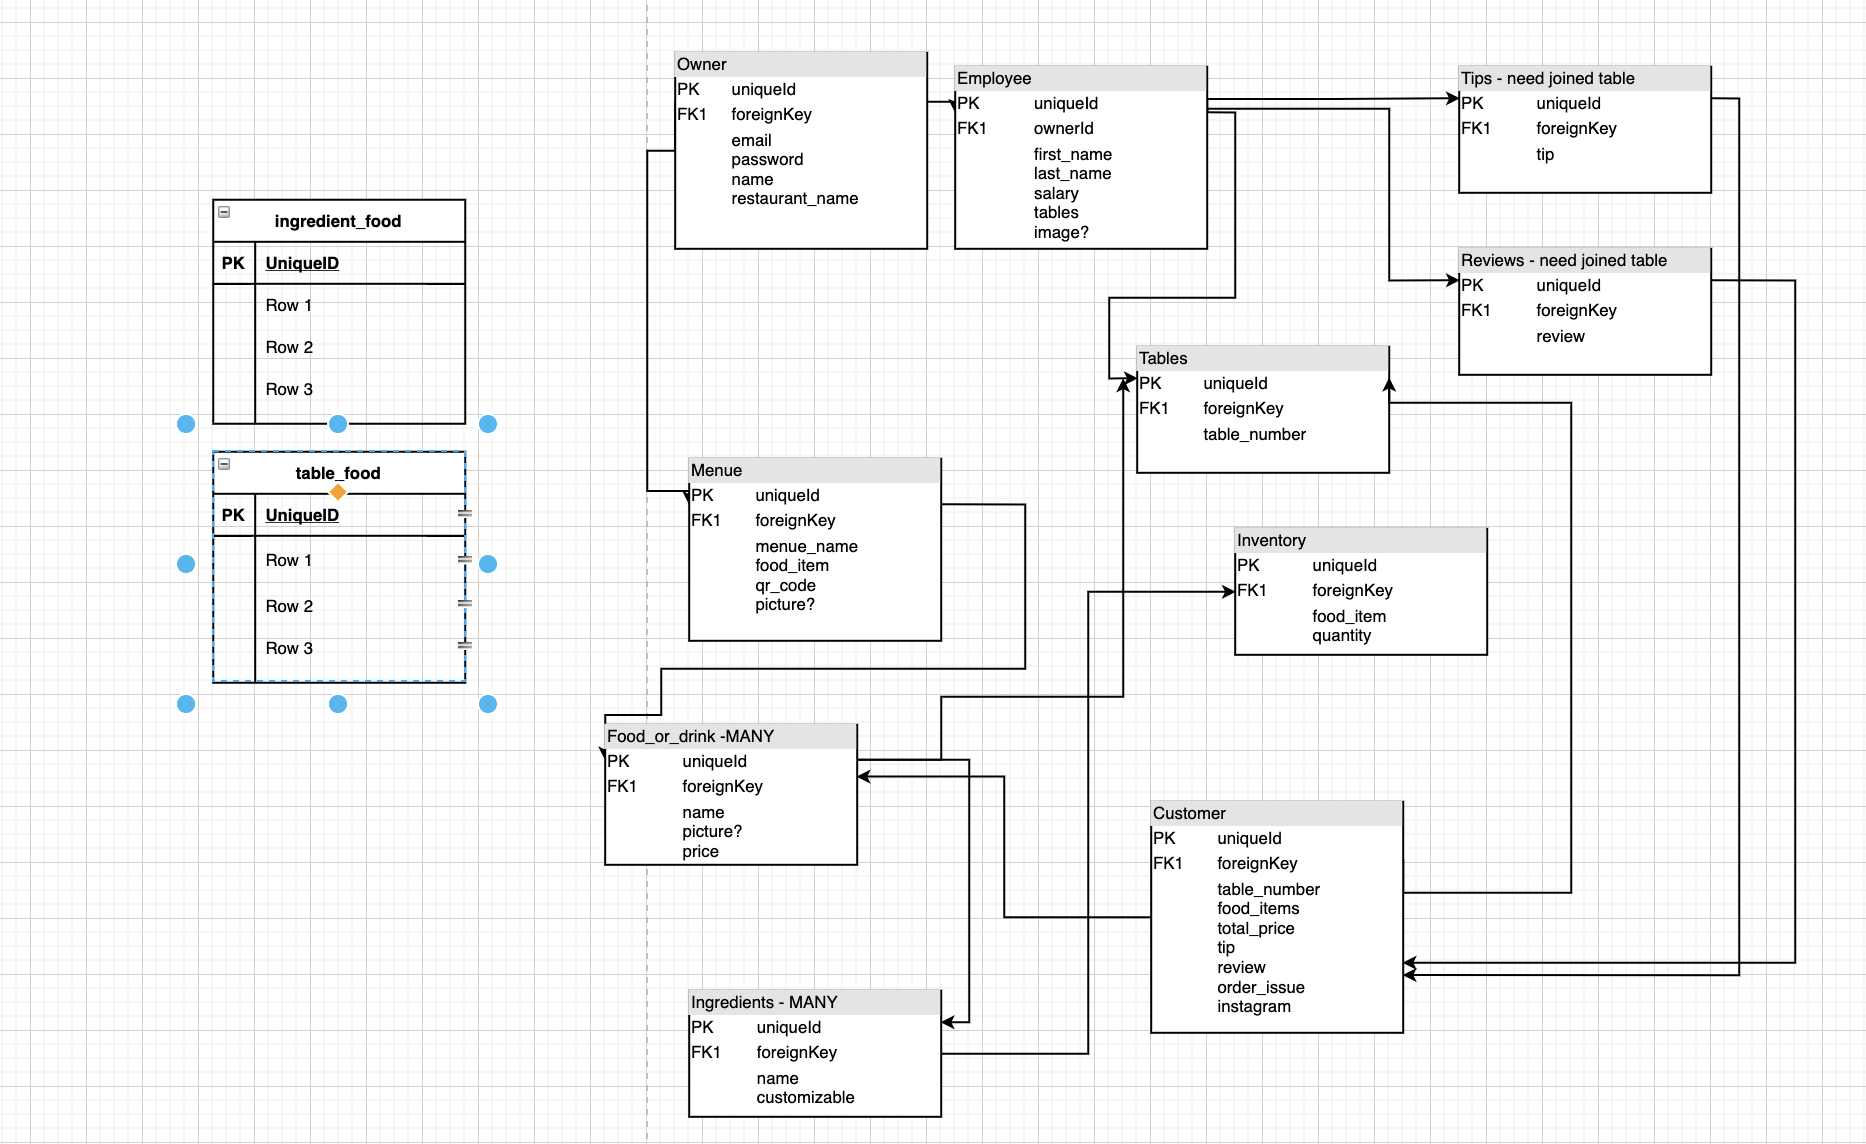 ingredient_food
PK UniqueID
Row 1
Row 2
Row 3
table_food
PK UniqueID
Row 1
Row 2
Row 3
Owner
PK uniqueId
FK1 foreignKey
email
password
name
restaurant_name
Employee
PK uniqueId
FK1 ownerId
first_name
last_name
salary
tables
image?
Tips - need joined table
PK uniqueId
FK1 foreignKey
tip
Reviews - need joined table
PK uniqueId
FK1 foreignKey
review
Tables
PK uniqueId
FK1 foreignKey
table_number
Menue
PK uniqueId
FK1 foreignKey
menue_name
food_item
qr_code
picture?
Inventory
PK uniqueId
FK1 foreignKey
food_item
quantity
Food_or_drink -MANY
PK uniqueId
FK1 foreignKey
name
picture?
price
Customer
PK uniqueId
FK1 foreignKey
table_number
food_items
total_price
tip
review
order_issue
instagram
Ingredients - MANY
PK uniqueId
FK1 foreignKey
name
customizable